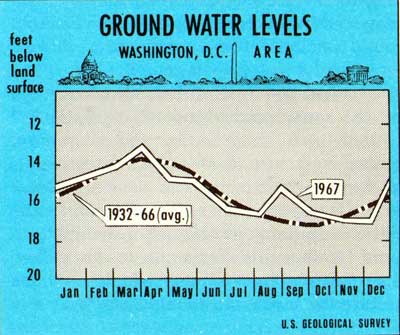 GROUND WATER LEVELS
WASHINGTON, D.C. AREA
feet
below
land
surface
12
14
16
18
20
1967
1932-66 (avg.)
Jan Feb Mar Apr May Jun Jul Aug Sep Oct Nov Dec
U.S. GEOLOGICAL SURVEY